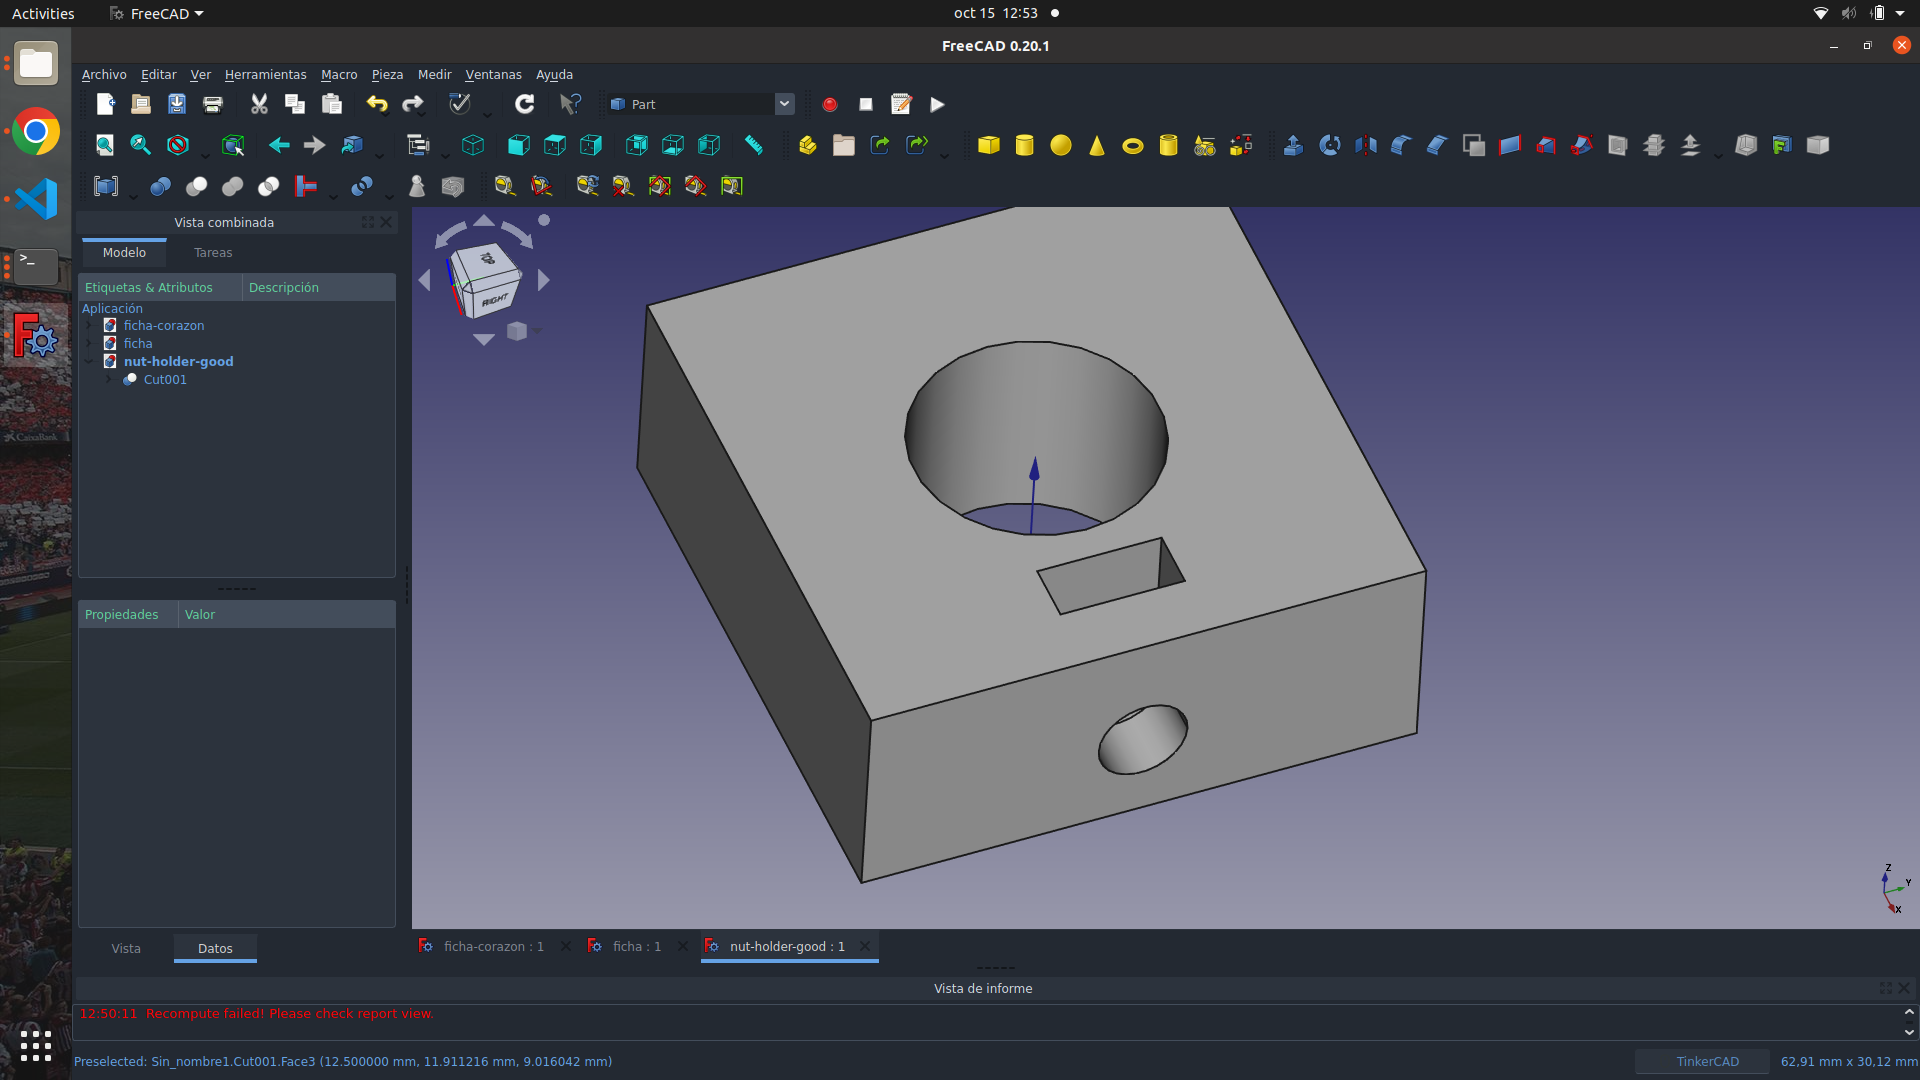 Activities
FreeCAD
oct 15 12:53
FreeCAD 0.20.1
Archivo Editar Ver Herramientas Macro Pieza Medir Ventanas Ayuda
Part
Vista combinada
Modelo Tareas
Etiquetas & Atributos Descripción
Aplicación
ficha-corazon
ficha
nut-holder-good
Cut001
Propiedades Valor
Vista Datos
TOP
RIGHT
Z
Y
X
CaixaBank
ficha-corazon : 1 ficha : 1 nut-holder-good : 1
Vista de informe
12:50:11 Recompute failed! Please check report view.
Preselected: Sin_nombre1.Cut001.Face3 (12.500000 mm, 11.911216 mm, 9.016042 mm)
TinkerCAD 62,91 mm x 30,12 mm